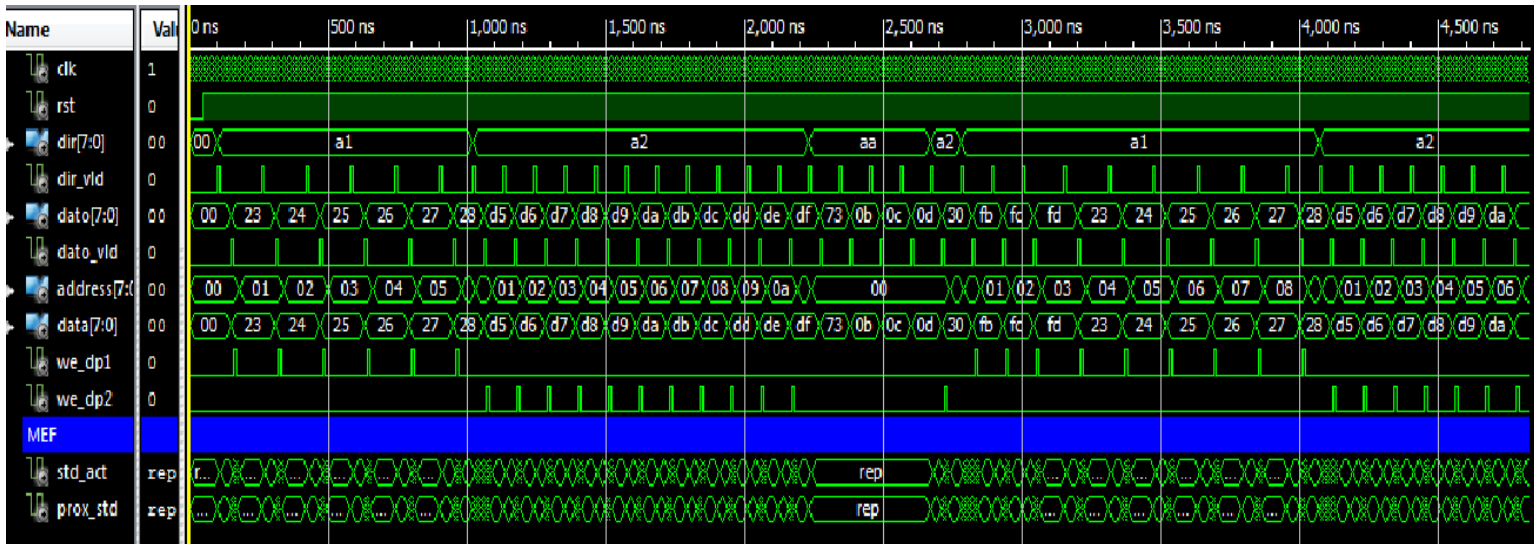 Name Val 0 ns 500 ns 1,000 ns 1,500 ns 2,000 ns 2,500 ns 3,000 ns 3,500 ns 4,000 ns 4,500 ns
clk 1
rst 0
dir[7:0] 00 00 a1 a2 aa a2 a1 a2
dir_vld 0
dato[7:0] 00 00 23 24 25 26 27 28 d5 d6 d7 d8 d9 da db dc dd de df 73 0b 0c 0d 30 fb fd fd 23 24 25 26 27 28 d5 d6 d7 d8 d9 da
dato_vld 0
address[7:0 00 00 01 02 03 04 05 01 02 03 04 05 06 07 08 09 0a 00 01 02 03 04 05 06 07 08 01 02 03 04 05 06
data[7:0] 00 00 23 24 25 26 27 28 d5 d6 d7 d8 d9 da db dc dd de df 73 0b 0c 0d 30 fb fd fd 23 24 25 26 27 28 d5 d6 d7 d8 d9 da
we_dp1 0
we_dp2 0
MEF
std_act rep r... ... ... ... ... ... rep ... ... ... ... ... ...
prox_std rep ... ... ... ... ... ... rep ... ... ... ... ... ...